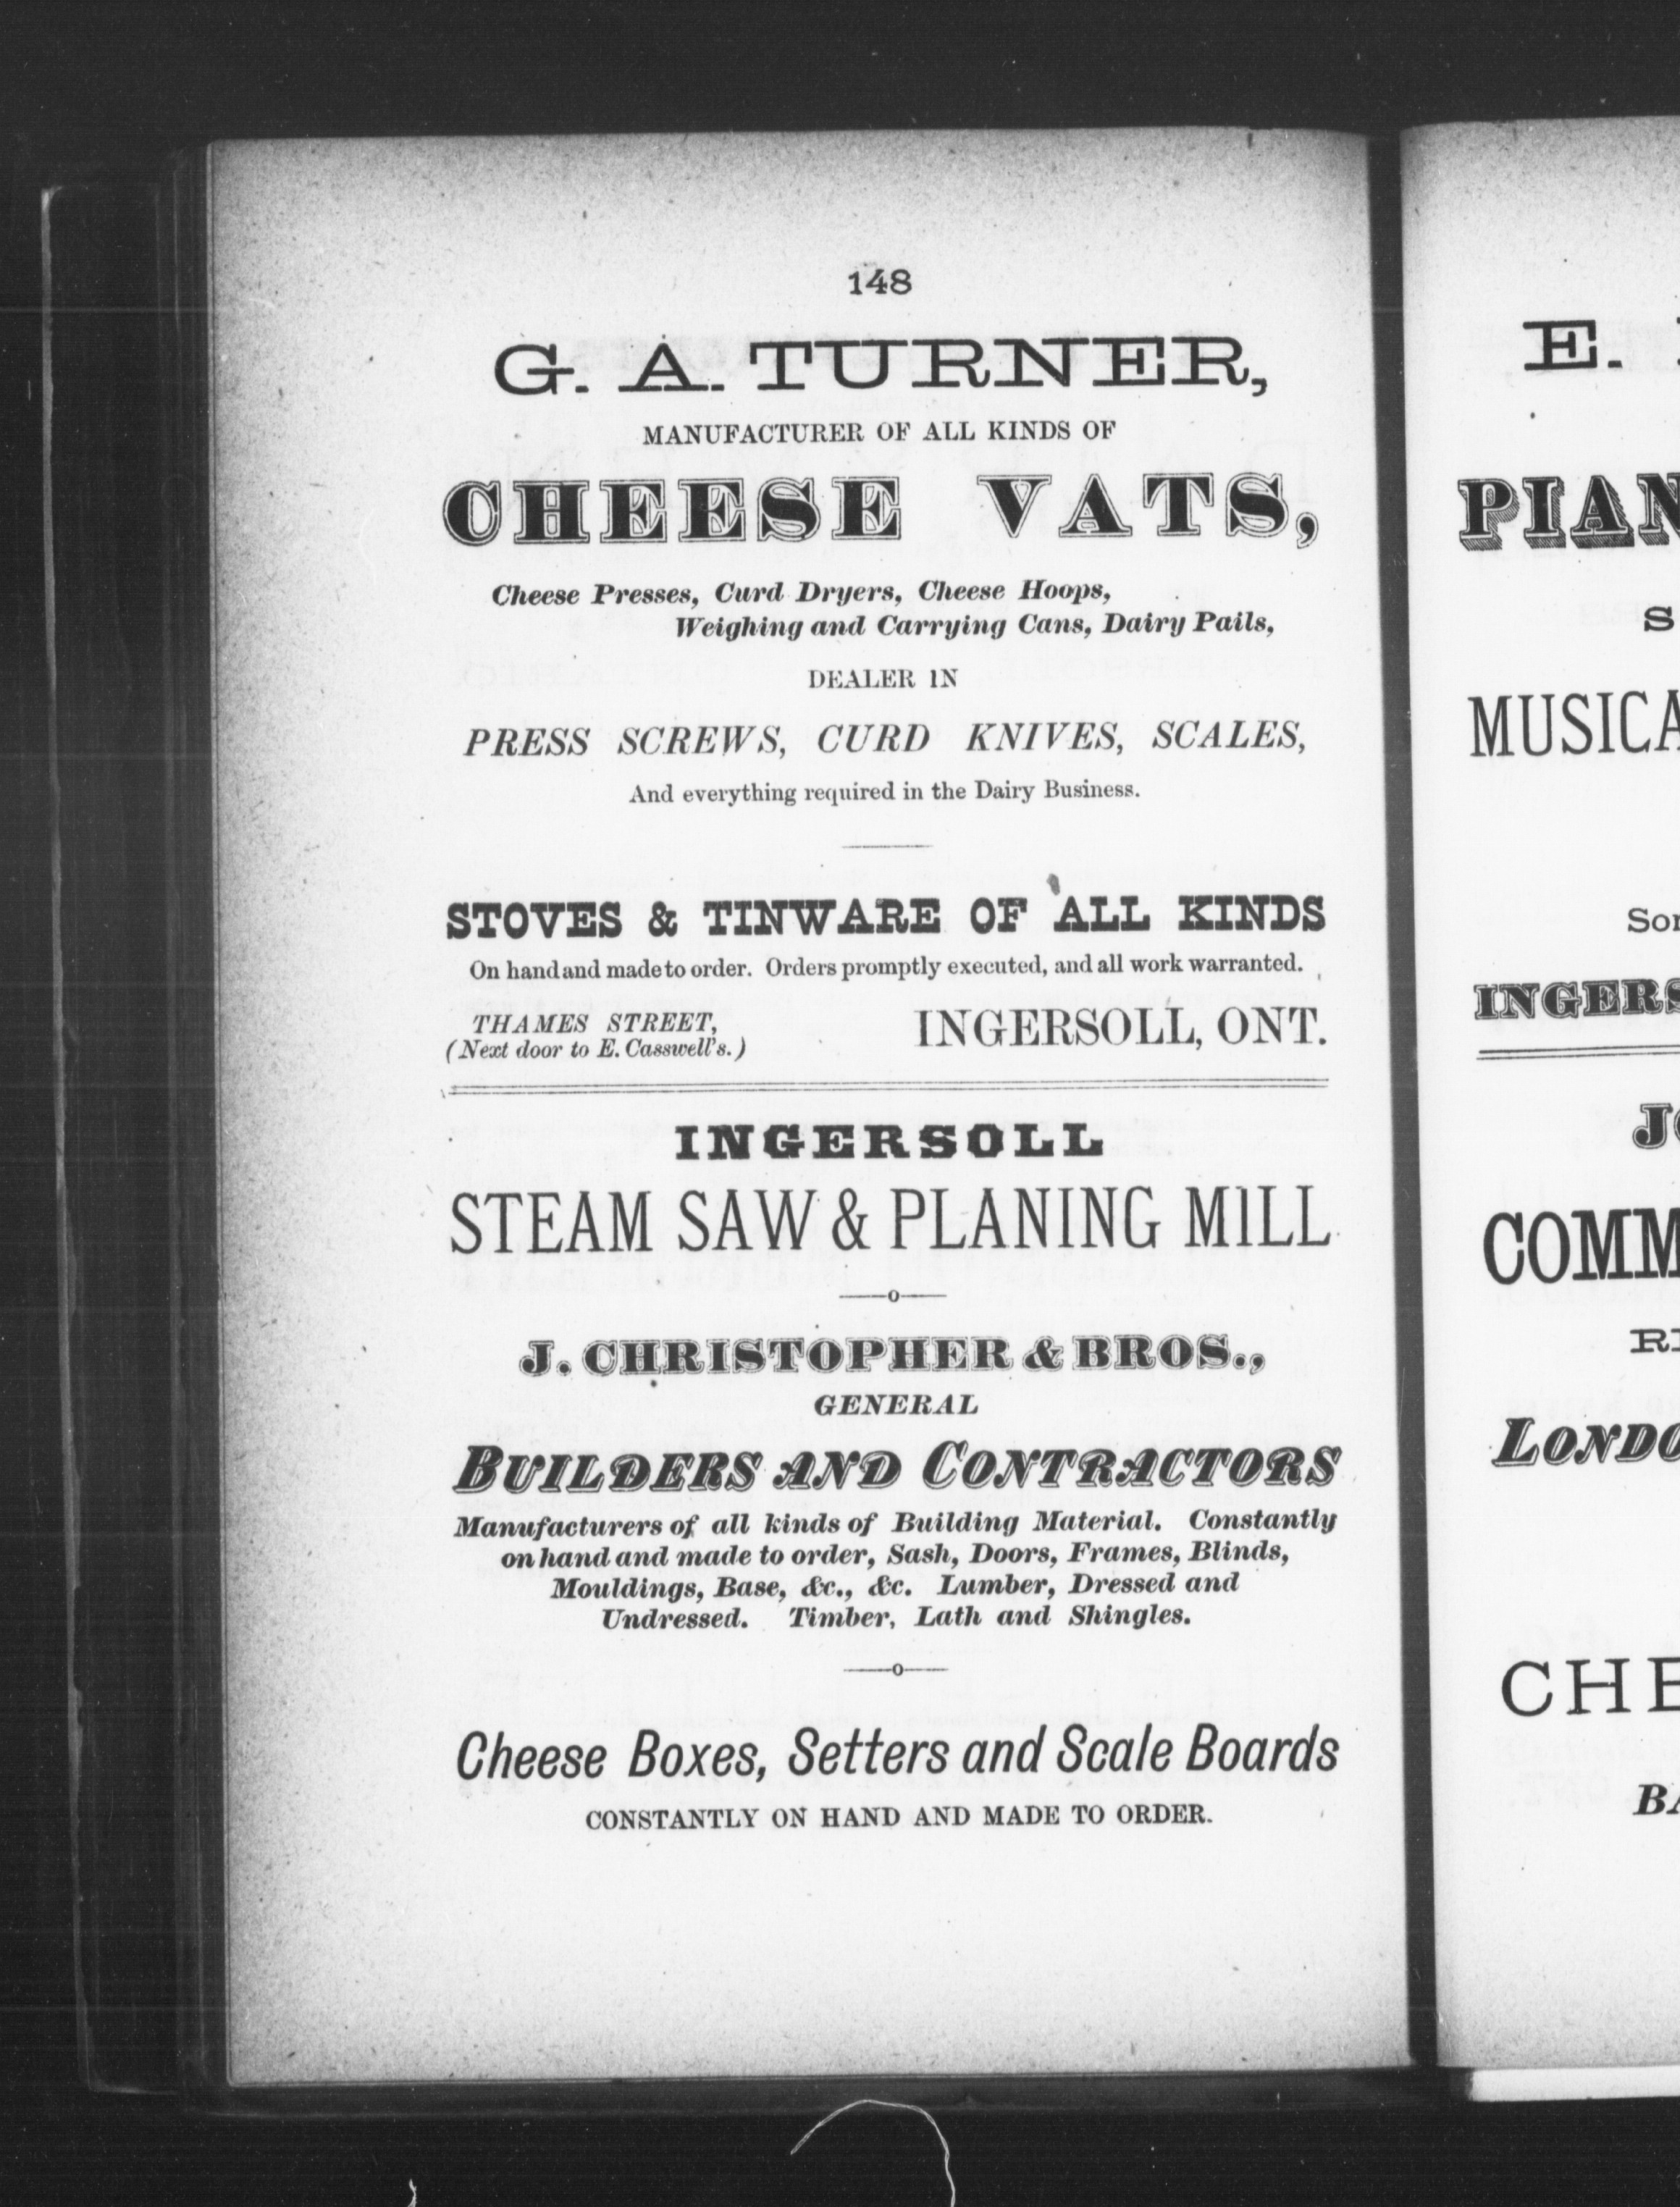 148
G. A. TURNER,
MANUFACTURER OF ALL KINDS OF
CHEESE VATS,
Cheese Presses, Curd Dryers, Cheese Hoops,
Weighing and Carrying Cans, Dairy Pails,
DEALER IN
PRESS SCREWS, CURD KNIVES, SCALES,
And everything required in the Dairy Business.
STOVES & TINWARE OF ALL KINDS
On hand and made to order. Orders promptly executed, and all work warranted.
THAMES STREET,
(Next door to E. Casswell's.)
INGERSOLL, ONT.
INGERSOLL
STEAM SAW & PLANING MILL
—o—
J. CHRISTOPHER & BROS.,
GENERAL
BUILDERS AND CONTRACTORS
Manufacturers of all kinds of Building Material. Constantly
on hand and made to order, Sash, Doors, Frames, Blinds,
Mouldings, Base, &c., &c. Lumber, Dressed and
Undressed. Timber, Lath and Shingles.
—o—
Cheese Boxes, Setters and Scale Boards
CONSTANTLY ON HAND AND MADE TO ORDER.
E.
PIAN
S
MUSICA
Sor
INGERS
JO
COMM
LONDO
CHE
BA